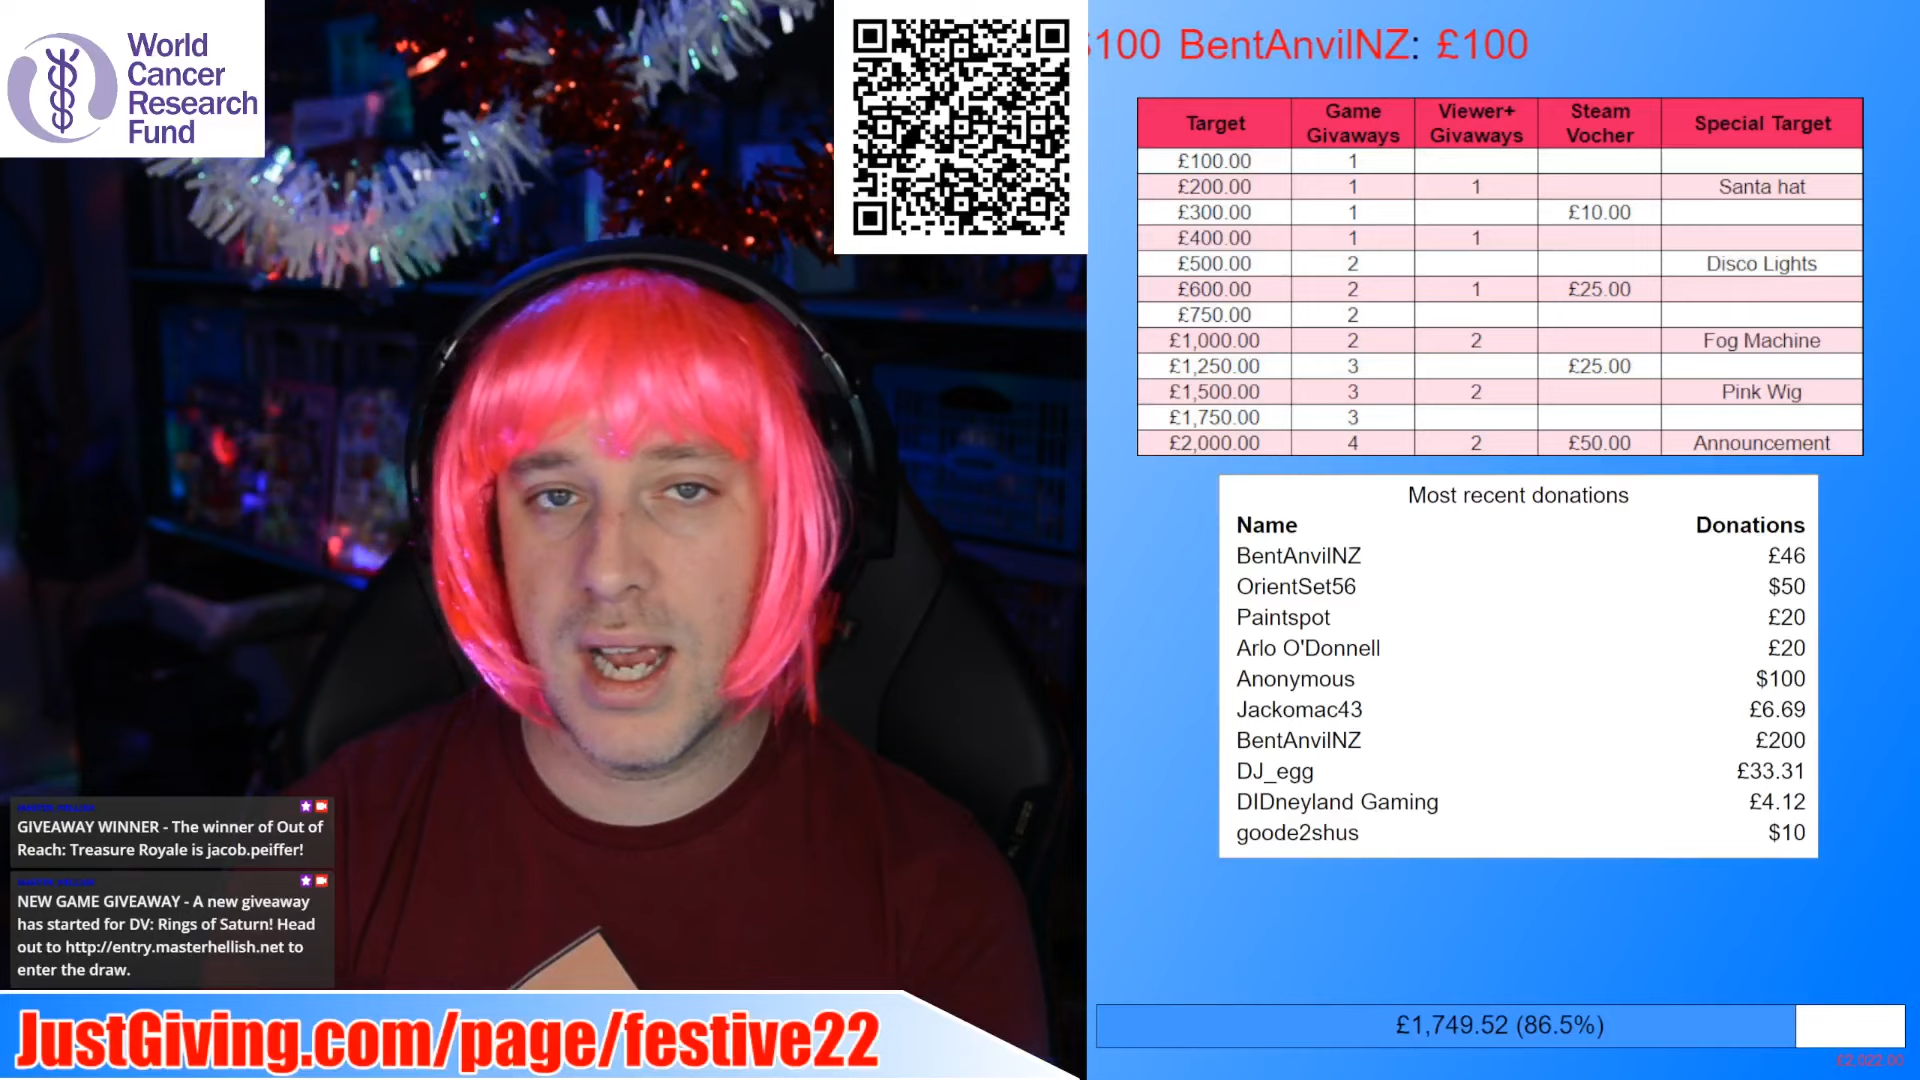 World
Cancer
Research
Fund
100 BentAnvilNZ: £100
Target Game Givaways Viewer+ Givaways Steam Vocher Special Target
£100.00 1
£200.00 1 1 Santa hat
£300.00 1 £10.00
£400.00 1 1
£500.00 2 Disco Lights
£600.00 2 1 £25.00
£750.00 2
£1,000.00 2 2 Fog Machine
£1,250.00 3 £25.00
£1,500.00 3 2 Pink Wig
£1,750.00 3
£2,000.00 4 2 £50.00 Announcement
Most recent donations
Name Donations
BentAnvilNZ £46
OrientSet56 $50
Paintspot £20
Arlo O'Donnell £20
Anonymous $100
Jackomac43 £6.69
BentAnvilNZ £200
DJ_egg £33.31
DIDneyland Gaming £4.12
goode2shus $10
GIVEAWAY WINNER - The winner of Out of
Reach: Treasure Royale is jacob.peiffer!
NEW GAME GIVEAWAY - A new giveaway
has started for DV: Rings of Saturn! Head
out to http://entry.masterhellish.net to
enter the draw.
JustGiving.com/page/festive22
£1,749.52 (86.5%)
£2,022.00